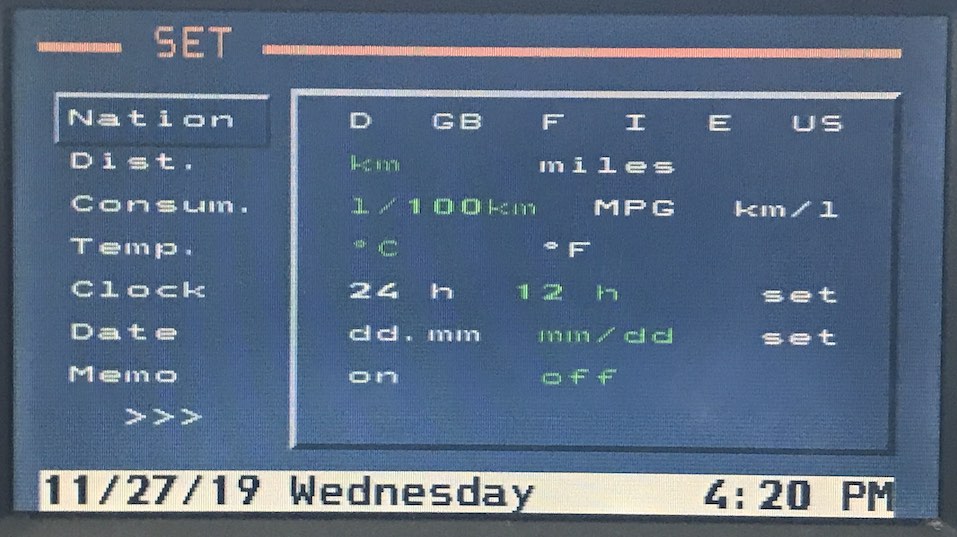 SET
Nation D GB F I E US
Dist. km miles
Consum. l/100km MPG km/l
Temp. °C °F
Clock 24 h 12 h set
Date dd.mm mm/dd set
Memo on off
>>>
11/27/19 Wednesday 4:20 PM